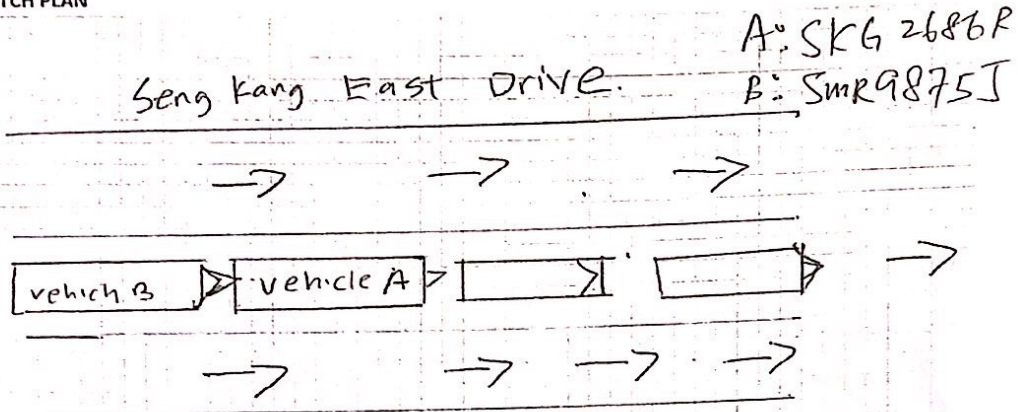 TCH PLAN
A: SKG 2686R
Seng Kang East Drive.
B: SmR9875J
vehich B
vehicle A